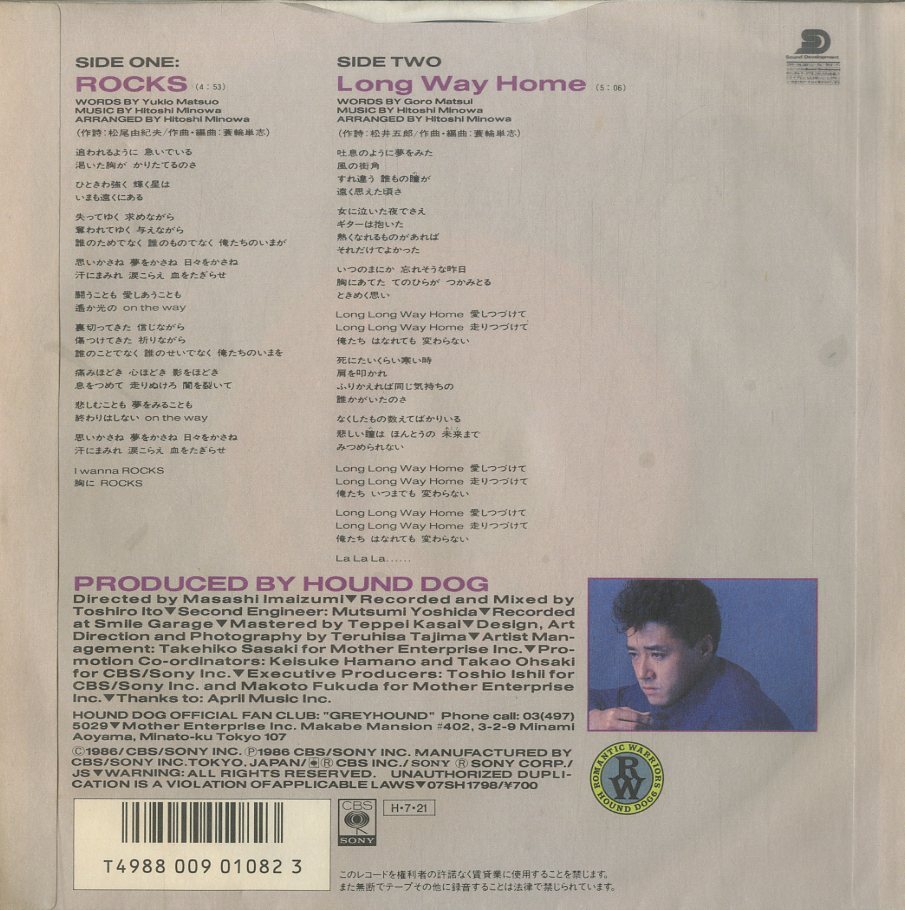 SIDE ONE:
ROCKS (4:53)
WORDS BY Yukio Matsuo
MUSIC BY Hitoshi Minowa
ARRANGED BY Hitoshi Minowa
(作詩:松尾由紀夫/作曲・編曲:蓑輪単志)
追われるように 急いでいる
渇いた胸が かりたてるのさ
ひときわ強く 輝く星は
いまも遠くにある
失ってゆく 求めながら
奪われてゆく 与えながら
誰のためでなく 誰のものでなく 俺たちのいまが
思いかさね 夢をかさね 日々をかさね
汗にまみれ 涙こらえ 血をたぎらせ
闘うことも 愛しあうことも
遥か光の on the way
裏切ってきた 信じながら
傷つけてきた 祈りながら
誰のことでなく 誰のせいでなく 俺たちのいまを
痛みほどき 心ほどき 影をほどき
息をつめて 走りぬけろ 闇を裂いて
悲しむことも 夢をみることも
終わりはしない on the way
思いかさね 夢をかさね 日々をかさね
汗にまみれ 涙こらえ 血をたぎらせ
I wanna ROCKS
胸に ROCKS
SIDE TWO
Long Way Home (5:06)
WORDS BY Goro Matsui
MUSIC BY Hitoshi Minowa
ARRANGED BY Hitoshi Minowa
(作詩:松井五郎/作曲・編曲:蓑輪単志)
吐息のように夢をみた
風の街角
すれ違う 誰もの瞳が
遠く思えた頃さ
女に泣いた夜でさえ
ギターは抱いた
熱くなれるものがあれば
それだけでよかった
いつのまにか 忘れそうな昨日
胸にあてた てのひらが つかみとる
ときめく思い
Long Long Way Home 愛しつづけて
Long Long Way Home 走りつづけて
俺たち はなれても 変わらない
死にたいくらい寒い時
肩を叩かれ
ふりかえれば同じ気持ちの
誰かがいたのさ
なくしたもの数えてばかりいる
悲しい瞳は ほんとうの 未来まで
みつめられない
Long Long Way Home 愛しつづけて
Long Long Way Home 走りつづけて
俺たち いつまでも 変わらない
Long Long Way Home 愛しつづけて
Long Long Way Home 走りつづけて
俺たち はなれても 変わらない
La La La......
SD
Sound Development
PRODUCED BY HOUND DOG
Directed by Masashi Imaizumi▼Recorded and Mixed by
Toshiro Ito▼Second Engineer: Mutsumi Yoshida▼Recorded
at Smile Garage▼Mastered by Teppei Kasai▼Design, Art
Direction and Photography by Teruhisa Tajima▼Artist Man-
agement: Takehiko Sasaki for Mother Enterprise Inc.▼Pro-
motion Co-ordinators: Keisuke Hamano and Takao Ohsaki
for CBS/Sony Inc.▼Executive Producers: Toshio Ishii for
CBS/Sony Inc. and Makoto Fukuda for Mother Enterprise
Inc.▼Thanks to: April Music Inc.
HOUND DOG OFFICIAL FAN CLUB: "GREYHOUND" Phone call: 03(497)
5029▼Mother Enterprise Inc. Makabe Mansion #402, 3-2-9 Minami
Aoyama, Minato-ku Tokyo 107
©1986/CBS/SONY INC. ℗1986 CBS/SONY INC. MANUFACTURED BY
CBS/SONY INC.TOKYO. JAPAN/®CBS INC./SONY ® SONY CORP./
JS▼WARNING: ALL RIGHTS RESERVED. UNAUTHORIZED DUPLI-
CATION IS A VIOLATION OF APPLICABLE LAWS▼07SH1798/¥700
ROMANTIC WARRIORS
RW
HOUND DOG6
T4988 009 01082 3
CBS
SONY
H・7・21
このレコードを権利者の許諾なく賃貸業に使用することを禁じます。
また無断でテープその他に録音することは法律で禁じられています。